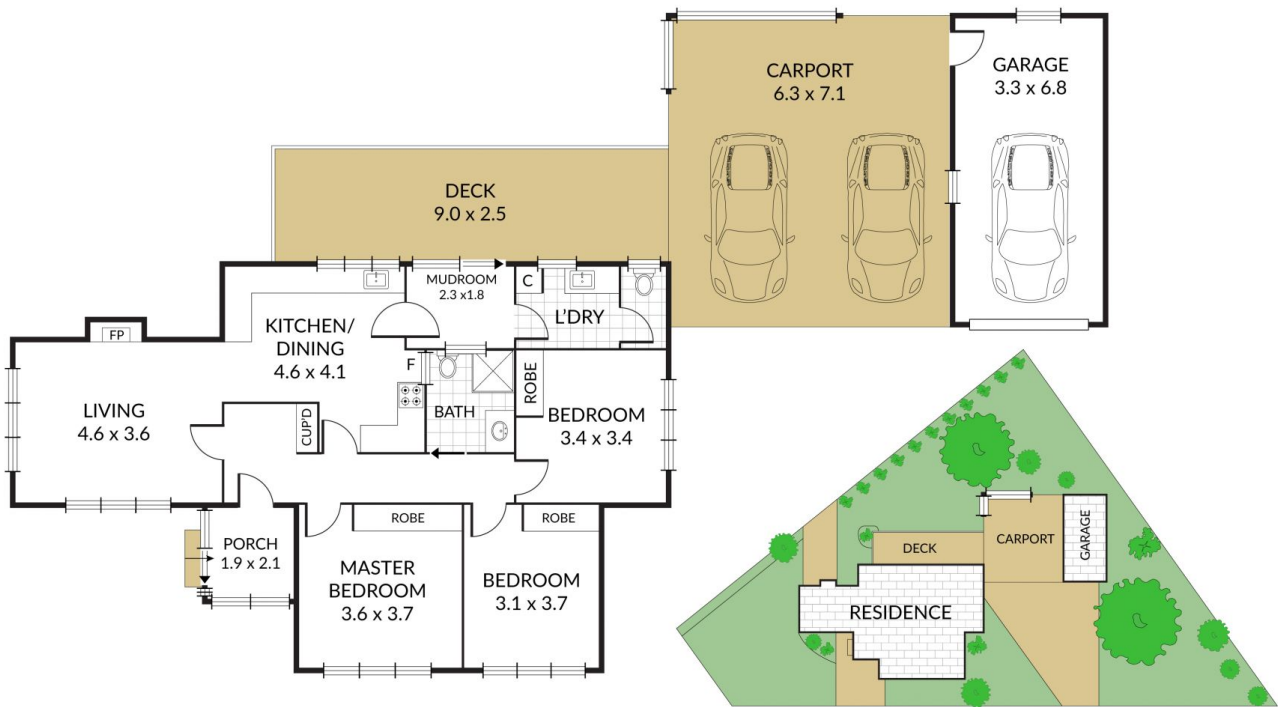 CARPORT
6.3 x 7.1
GARAGE
3.3 x 6.8
DECK
9.0 x 2.5
MUDROOM
2.3 x1.8
C
L'DRY
FP
KITCHEN/
DINING
4.6 x 4.1
F
BATH
ROBE
LIVING
4.6 x 3.6
CUP'D
BEDROOM
3.4 x 3.4
ROBE
ROBE
PORCH
1.9 x 2.1
MASTER
BEDROOM
3.6 x 3.7
BEDROOM
3.1 x 3.7
DECK
CARPORT
GARAGE
RESIDENCE